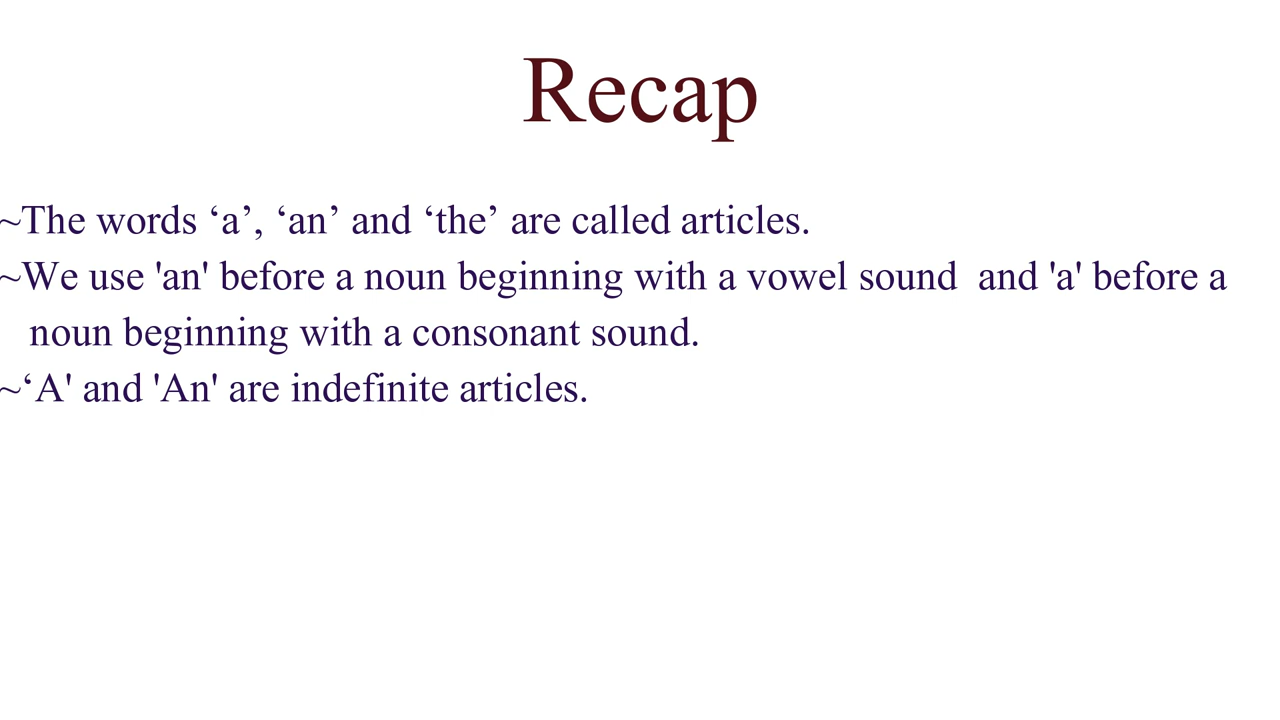 Recap
~The words ‘a’, ‘an’ and ‘the’ are called articles.
~We use 'an' before a noun beginning with a vowel sound  and 'a' before a
noun beginning with a consonant sound.
~‘A' and 'An' are indefinite articles.